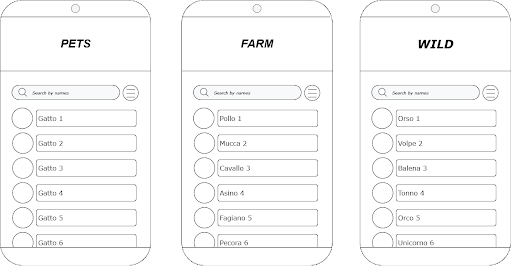 PETS
Search by names
Gatto 1
Gatto 2
Gatto 3
Gatto 4
Gatto 5
Gatto 6
FARM
Search by names
Pollo 1
Mucca 2
Cavallo 3
Asino 4
Fagiano 5
Pecora 6
WILD
Search by names
Orso 1
Volpe 2
Balena 3
Tonno 4
Orco 5
Unicorno 6